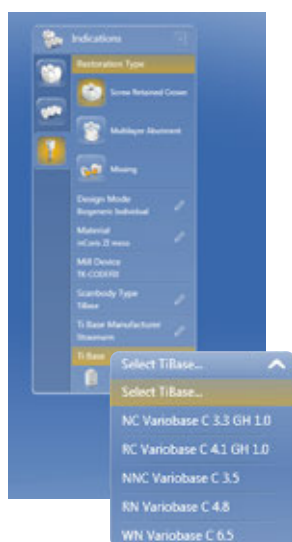 Indications
Restoration Type
Screw Retained Crown
Multilayer Abutment
Missing
Design Mode
Biogeneric Individual
Material
inCoris ZI meso
Mill Device
Scanbody Type
TiBase
Ti Base Manufacturer
Straumann
Ti Base
Select TiBase...
Select TiBase...
NC Variobase C 3.3 GH 1.0
RC Variobase C 4.1 GH 1.0
NNC Variobase C 3.5
RN Variobase C 4.8
WN Variobase C 6.5